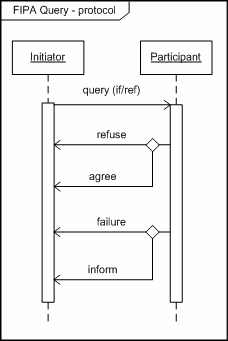 FIPA Query - protocol
Initiator
Participant
query (if/ref)
refuse
agree
failure
inform